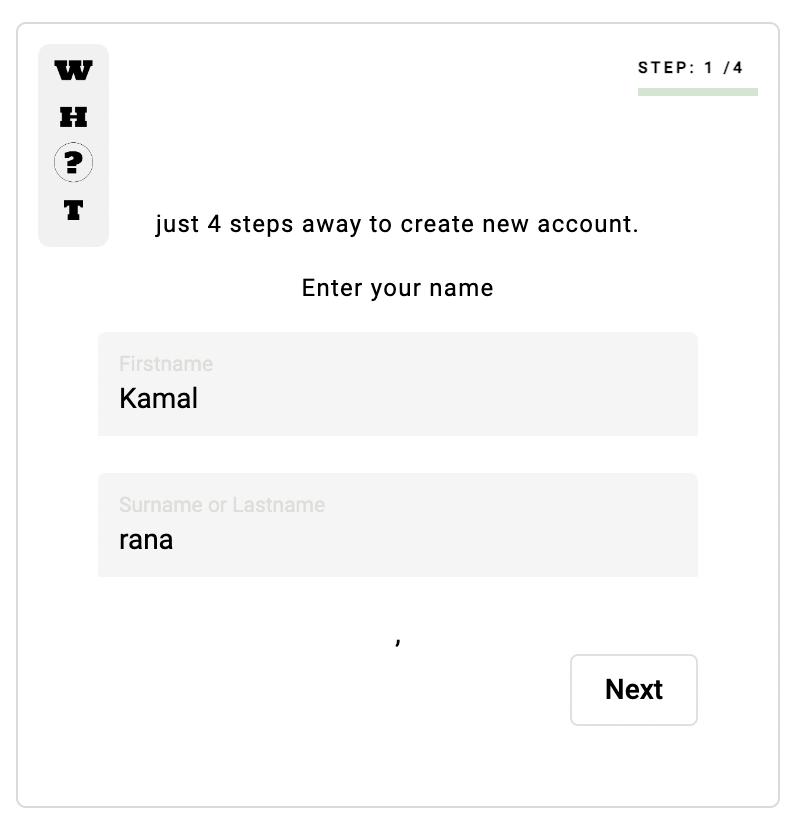 W
H
?
T
STEP: 1 /4
just 4 steps away to create new account.
Enter your name
Firstname
Kamal
Surname or Lastname
rana
,
Next